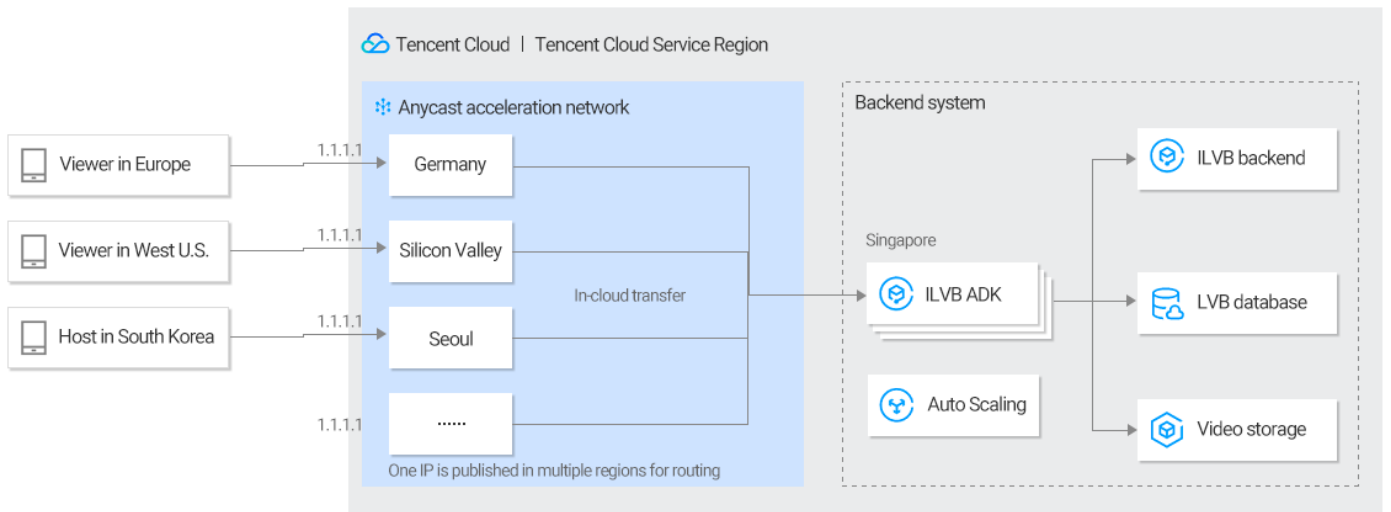 Tencent Cloud | Tencent Cloud Service Region
Anycast acceleration network
Backend system
Viewer in Europe
1.1.1.1
Germany
ILVB backend
Viewer in West U.S.
1.1.1.1
Silicon Valley
Singapore
In-cloud transfer
ILVB ADK
LVB database
Host in South Korea
1.1.1.1
Seoul
Auto Scaling
1.1.1.1
......
Video storage
One IP is published in multiple regions for routing